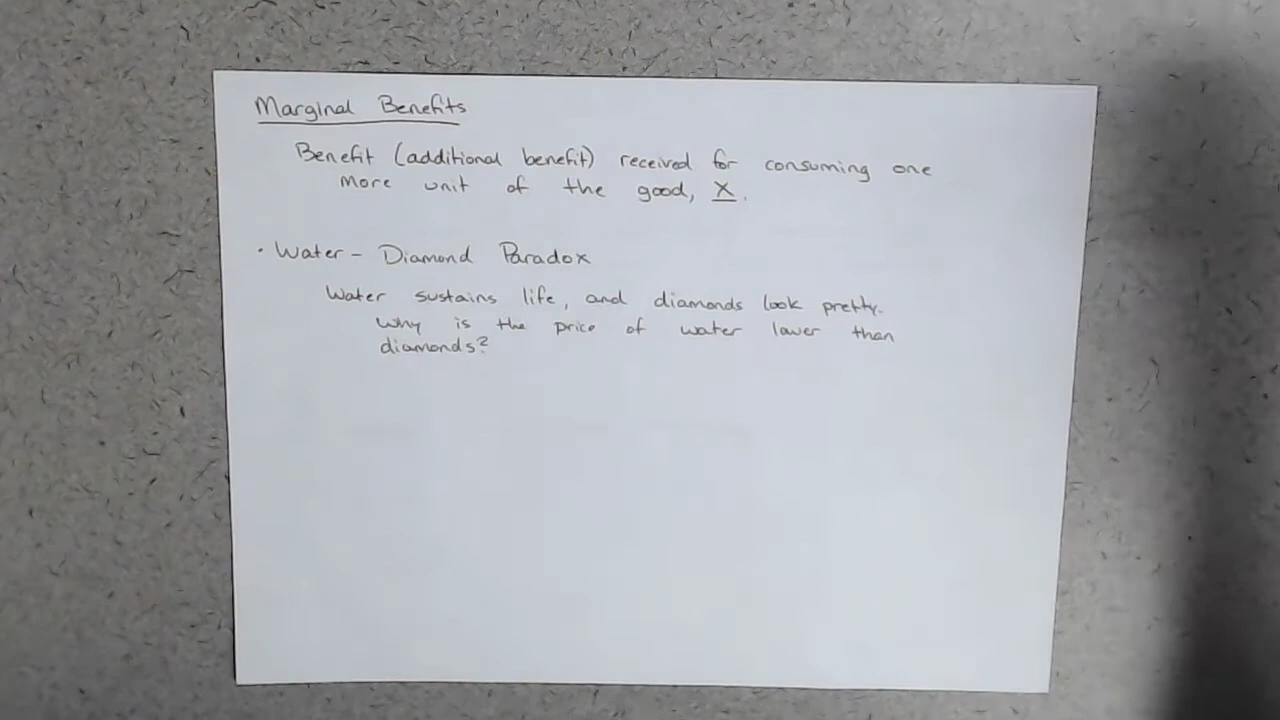 Marginal Benefits
Benefit (additional benefit) received for consuming one
more unit of the good, X.
· Water - Diamond Paradox
Water sustains life, and diamonds look pretty.
Why is the price of water lower than
diamonds?